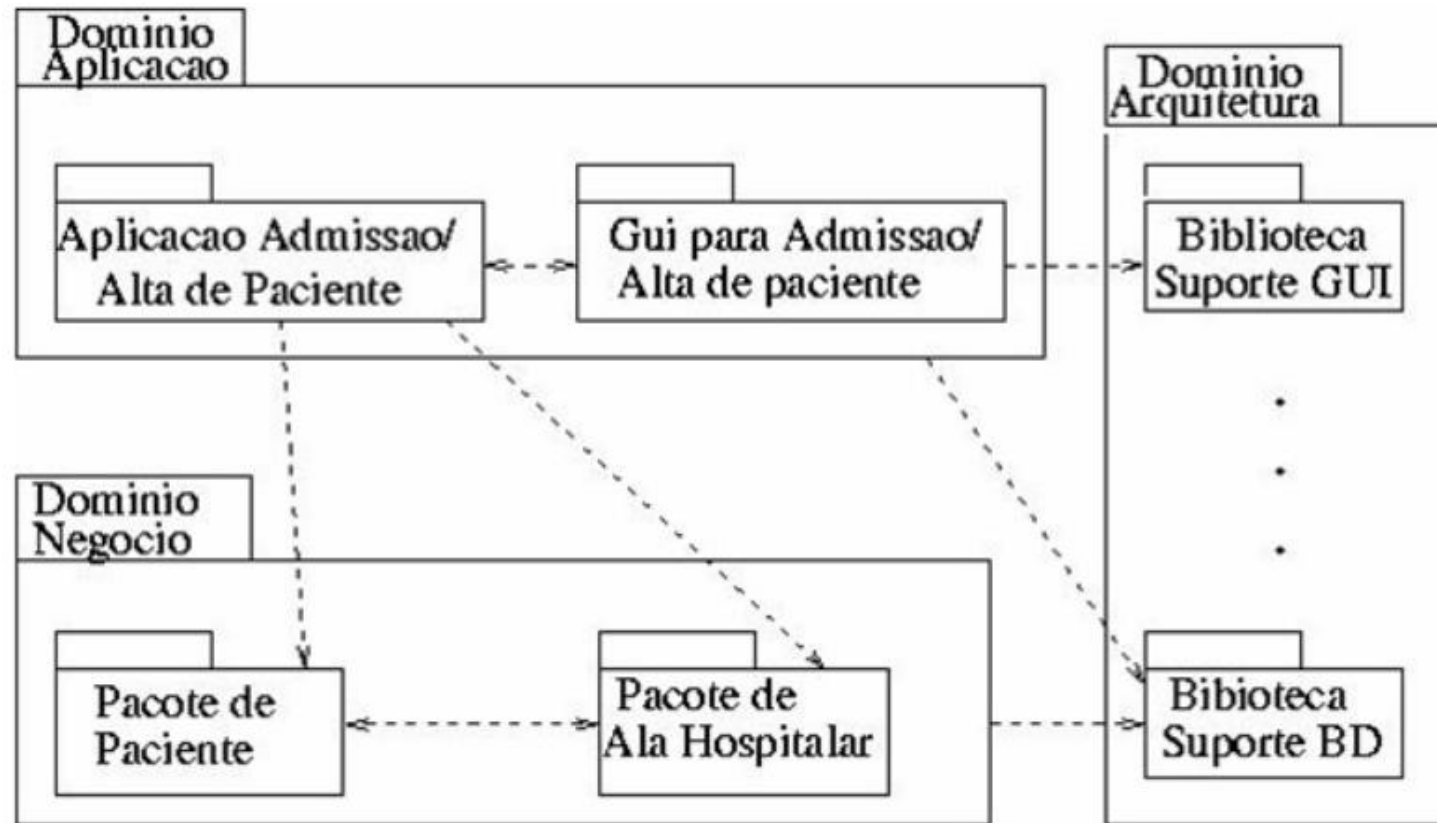 Dominio
Aplicacao
Dominio
Arquitetura
Aplicacao Admissao/
Alta de Paciente
Gui para Admissao/
Alta de paciente
Biblioteca
Suporte GUI
Dominio
Negocio
Pacote de
Paciente
Pacote de
Ala Hospitalar
Bibioteca
Suporte BD